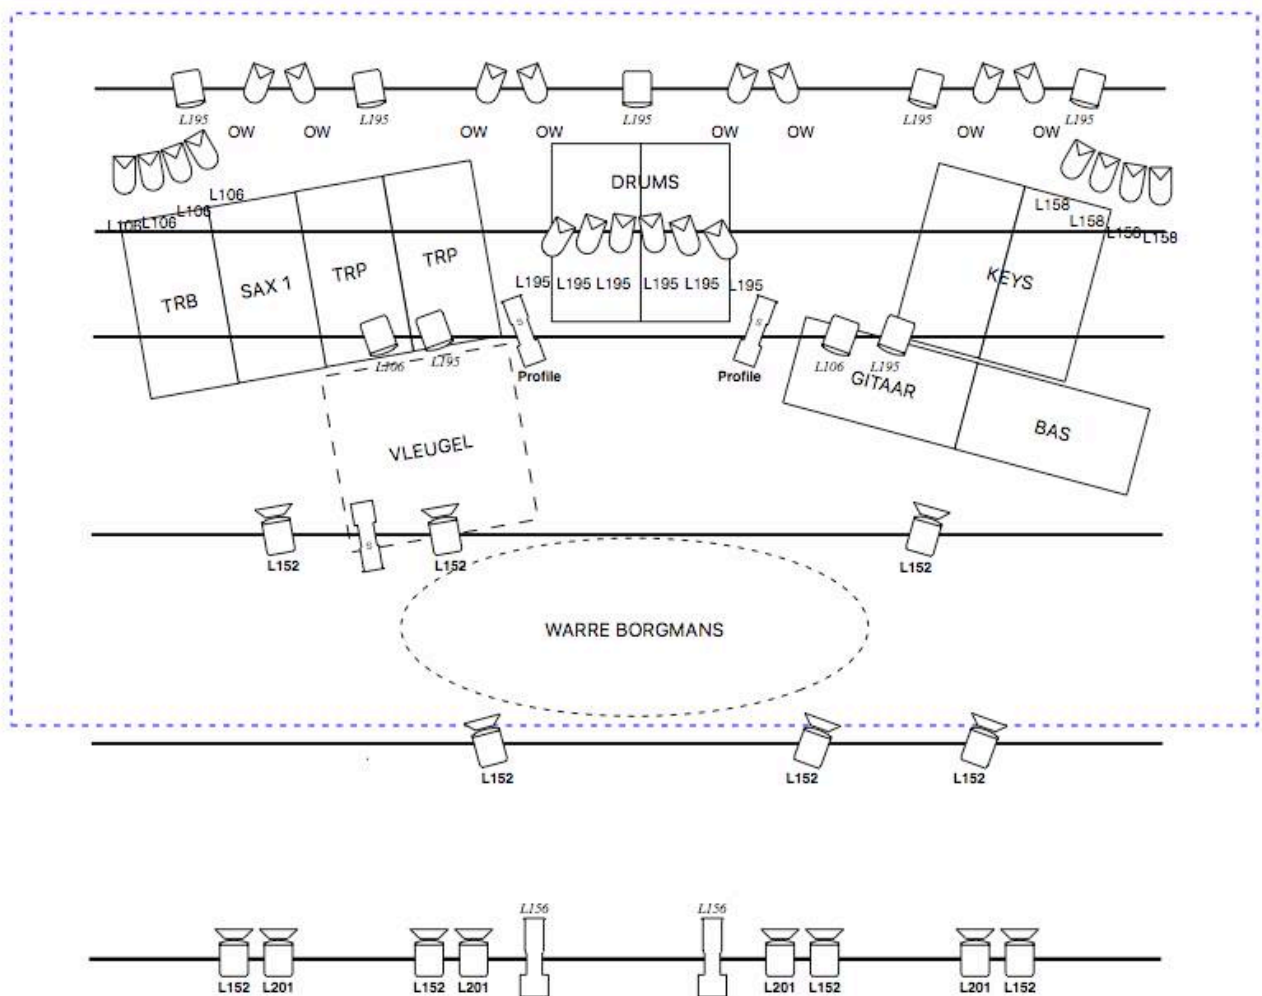 L195 L195 L195 L195 L195
OW OW OW OW OW OW OW OW
DRUMS
L106 L106 L106 L106
L158 L158 L158 L158
TRB SAX 1 TRP TRP
KEYS
L195 L195 L195 L195 L195 L195
S S
L106 L195 L106 L195
Profile Profile
GITAAR
BAS
VLEUGEL
S
L152 L152 L152
WARRE BORGMANS
L152 L152 L152
L156 L156
L152 L201 L152 L201 L201 L152 L201 L152